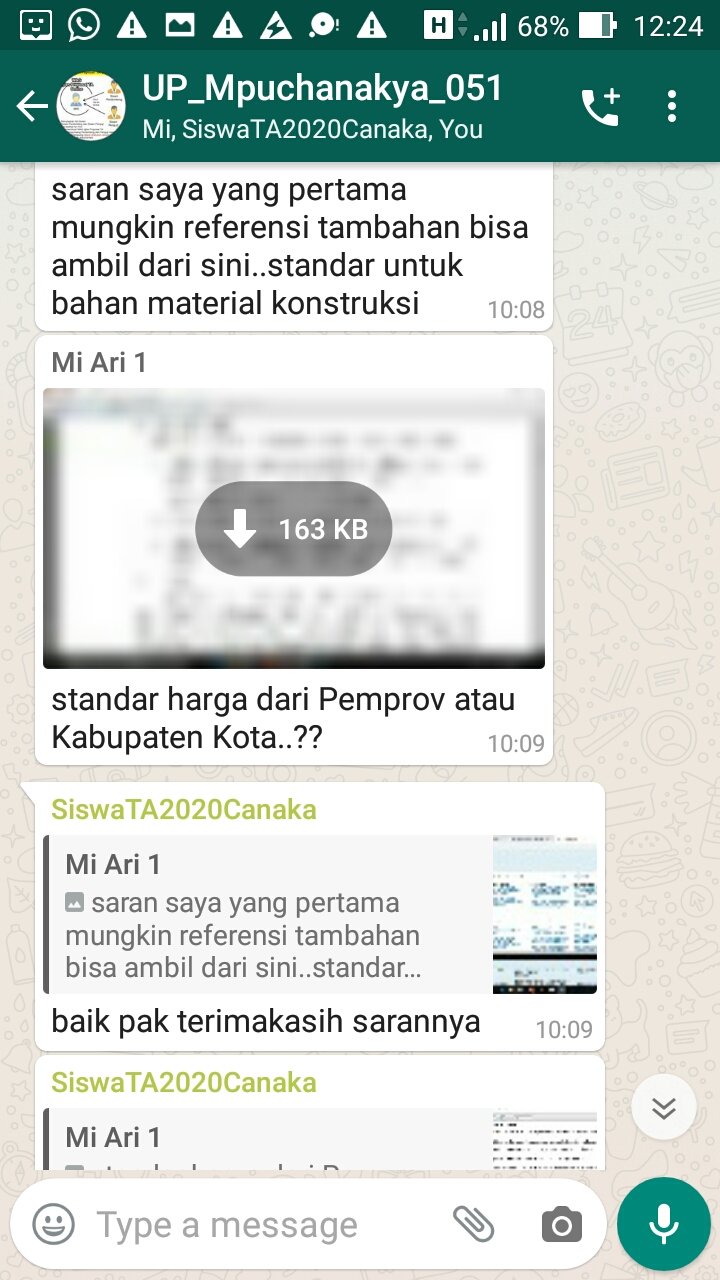 H 68% 12:24
UP_Mpuchanakya_051
Mi, SiswaTA2020Canaka, You
saran saya yang pertama
mungkin referensi tambahan bisa
ambil dari sini..standar untuk
bahan material konstruksi 10:08
Mi Ari 1
163 KB
standar harga dari Pemprov atau
Kabupaten Kota..?? 10:09
SiswaTA2020Canaka
Mi Ari 1
saran saya yang pertama
mungkin referensi tambahan
bisa ambil dari sini..standar...
baik pak terimakasih sarannya 10:09
SiswaTA2020Canaka
Mi Ari 1
Type a message